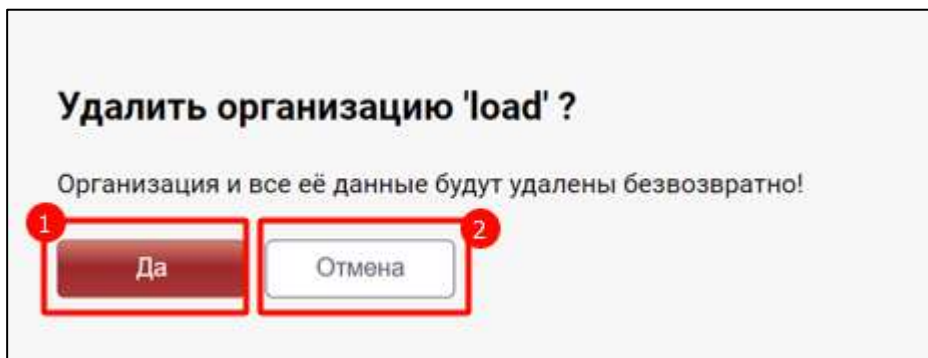 Удалить организацию 'load' ?
Организация и все её данные будут удалены безвозвратно!
1 2
Да Отмена